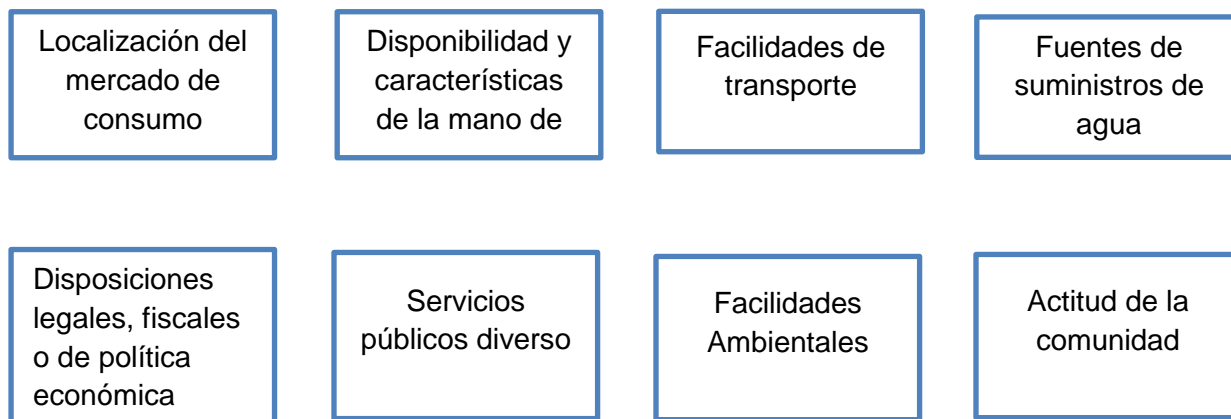 Localización del
mercado de
consumo
Disponibilidad y
características
de la mano de
Facilidades de
transporte
Fuentes de
suministros de
agua
Disposiciones
legales, fiscales
o de política
económica
Servicios
públicos diverso
Facilidades
Ambientales
Actitud de la
comunidad